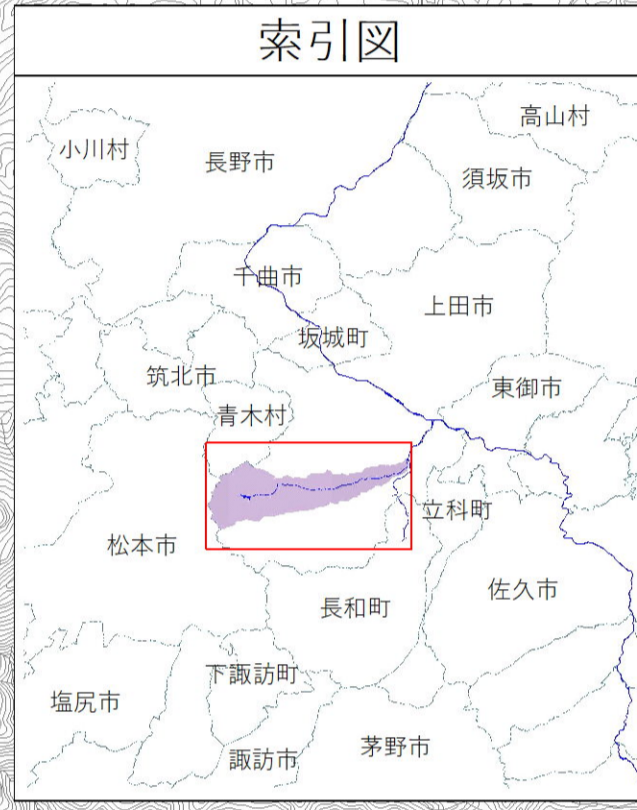 索引図
高山村
小川村
長野市
須坂市
千曲市
上田市
坂城町
筑北市
東御市
青木村
立科町
松本市
佐久市
長和町
下諏訪町
塩尻市
茅野市
諏訪市